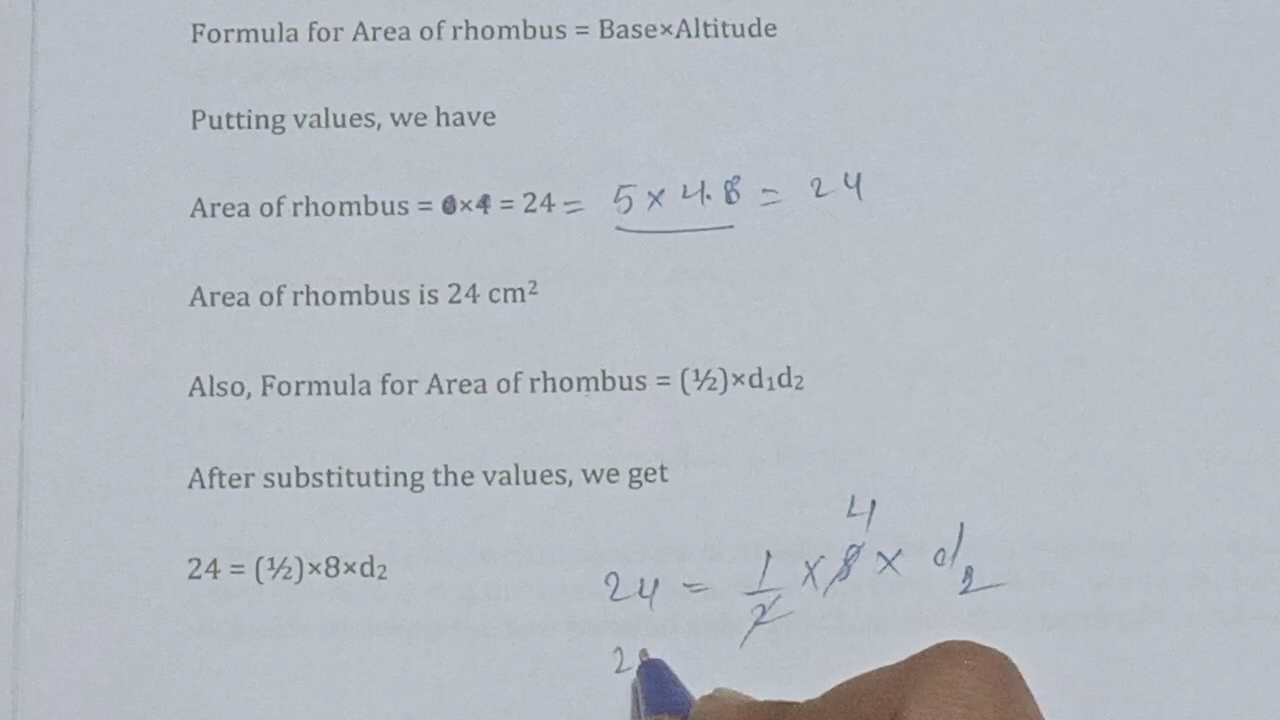 Formula for Area of rhombus = Base×Altitude
Putting values, we have
Area of rhombus = 6×4 = 24 = 5 × 4.8 = 24
Area of rhombus is 24 cm²
Also, Formula for Area of rhombus = (½)×d₁d₂
After substituting the values, we get
4
24 = (½)×8×d₂ 24 = 1/2 × 8 × d₂
2